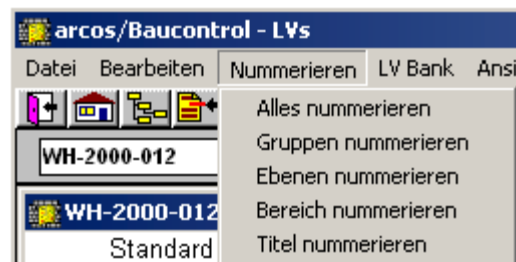 arcos/Baucontrol - LVs
Datei Bearbeiten Nummerieren LV Bank Ansi
Alles nummerieren
Gruppen nummerieren
WH-2000-012
Ebenen nummerieren
WH-2000-012
Bereich nummerieren
Standard
Titel nummerieren